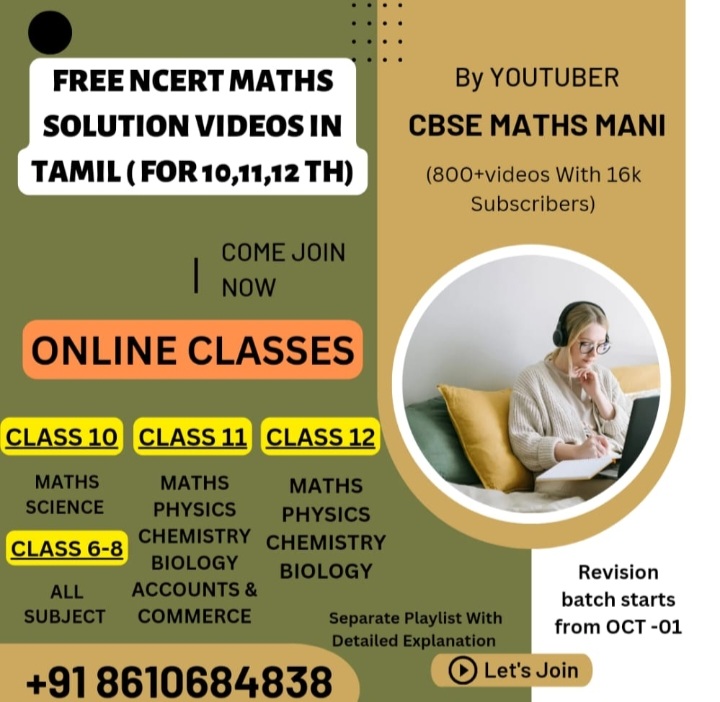 FREE NCERT MATHS
SOLUTION VIDEOS IN
TAMIL ( FOR 10,11,12 TH)
By YOUTUBER
CBSE MATHS MANI
(800+videos With 16k
Subscribers)
COME JOIN
NOW
ONLINE CLASSES
CLASS 10
MATHS
SCIENCE
CLASS 6-8
ALL
SUBJECT
CLASS 11
MATHS
PHYSICS
CHEMISTRY
BIOLOGY
ACCOUNTS &
COMMERCE
CLASS 12
MATHS
PHYSICS
CHEMISTRY
BIOLOGY
Separate Playlist With
Detailed Explanation
Revision
batch starts
from OCT -01
Let's Join
+91 8610684838